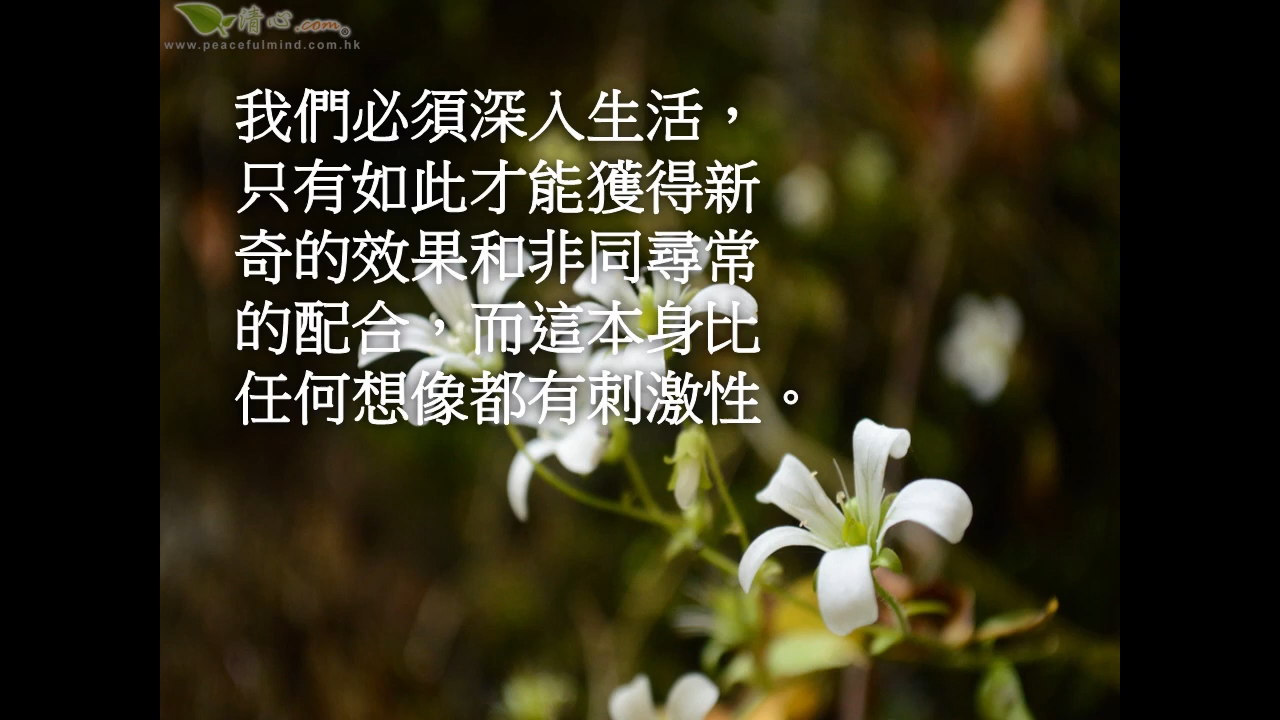 清心.com
www.peacefulmind.com.hk
我們必須深入生活，
只有如此才能獲得新
奇的效果和非同尋常
的配合，而這本身比
任何想像都有刺激性。